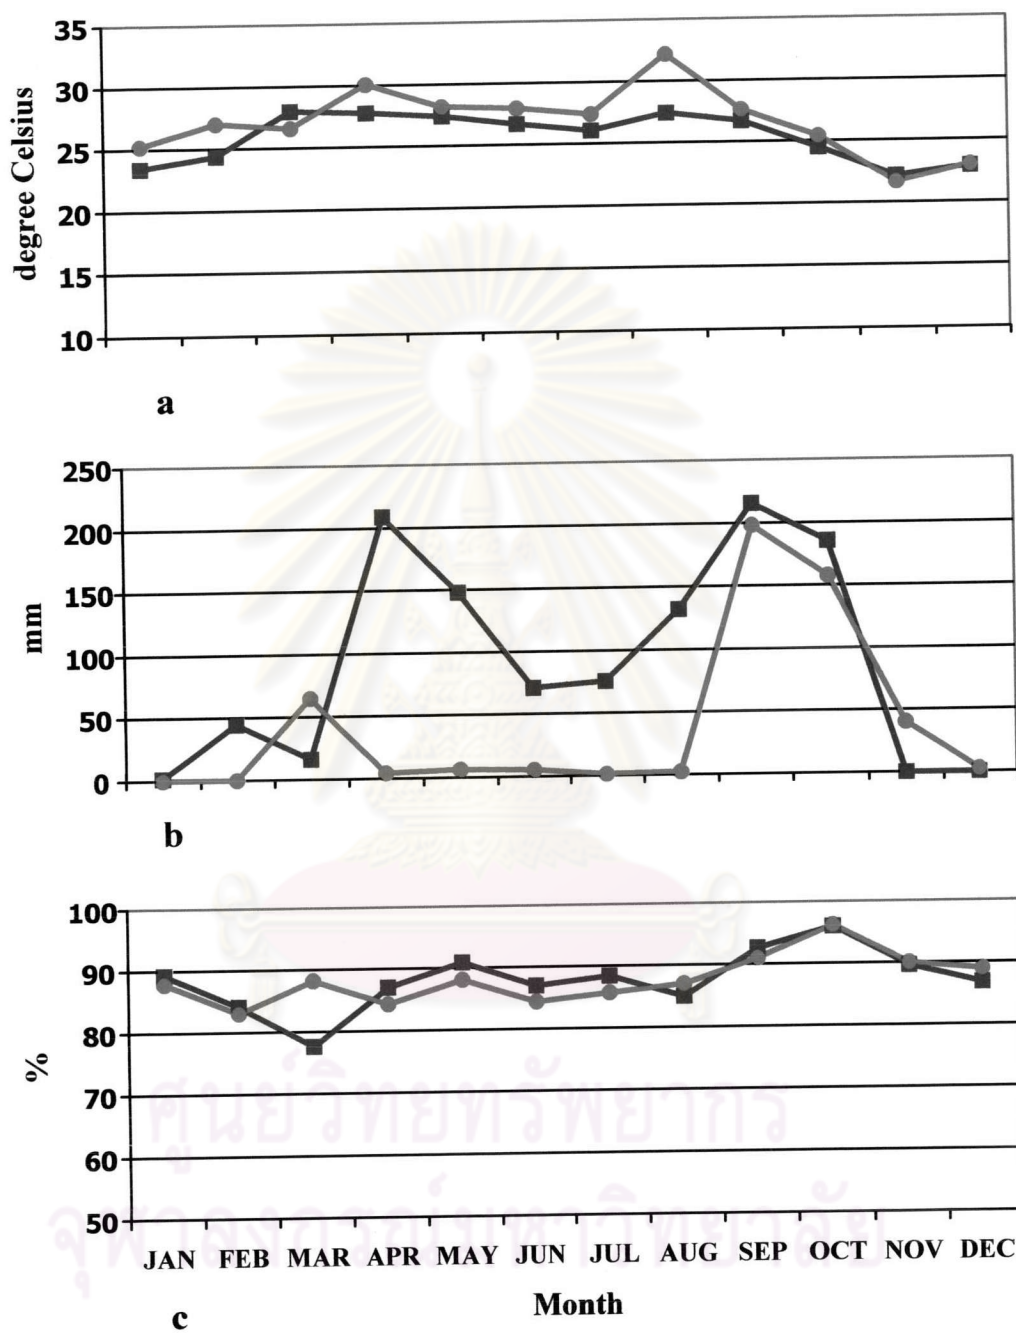 35
30
25
20
15
10
degree Celsius
a
250
200
150
100
50
0
mm
b
100
90
80
70
60
50
%
ศูนย์วิทยทรัพยากร
จุฬาลงกรณ์มหาวิทยาลัย
JAN FEB MAR APR MAY JUN JUL AUG SEP OCT NOV DEC
Month
c